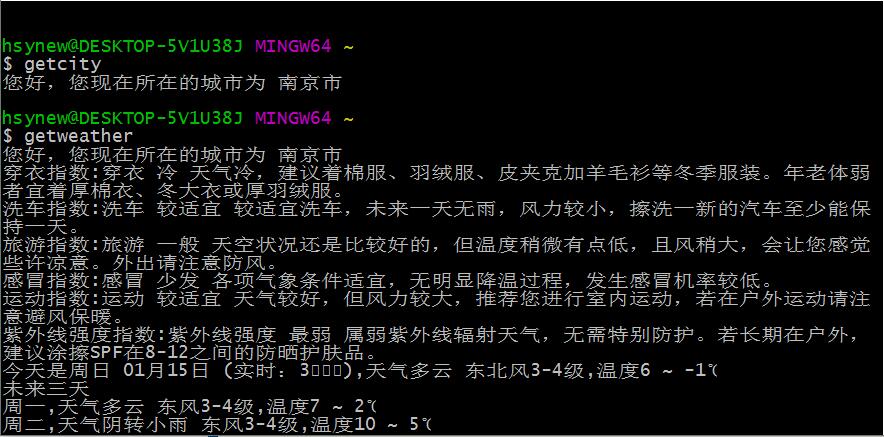 hsynew@DESKTOP-5V1U38J MINGW64 ~
$ getcity
您好，您现在所在的城市为 南京市
hsynew@DESKTOP-5V1U38J MINGW64 ~
$ getweather
您好，您现在所在的城市为 南京市
穿衣指数:穿衣 冷 天气冷，建议着棉服、羽绒服、皮夹克加羊毛衫等冬季服装。年老体弱
者宜着厚棉衣、冬大衣或厚羽绒服。
洗车指数:洗车 较适宜 较适宜洗车，未来一天无雨，风力较小，擦洗一新的汽车至少能保
持一天。
旅游指数:旅游 一般 天空状况还是比较好的，但温度稍微有点低，且风稍大，会让您感觉
些许凉意。外出请注意防风。
感冒指数:感冒 少发 各项气象条件适宜，无明显降温过程，发生感冒机率较低。
运动指数:运动 较适宜 天气较好，但风力较大，推荐您进行室内运动，若在户外运动请注
意避风保暖。
紫外线强度指数:紫外线强度 最弱 属弱紫外线辐射天气，无需特别防护。若长期在户外，
建议涂擦SPF在8-12之间的防晒护肤品。
今天是周日 01月15日 (实时：3),天气多云 东北风3-4级,温度6 ~ -1℃
未来三天
周一,天气多云 东风3-4级,温度7 ~ 2℃
周二,天气阴转小雨 东风3-4级,温度10 ~ 5℃